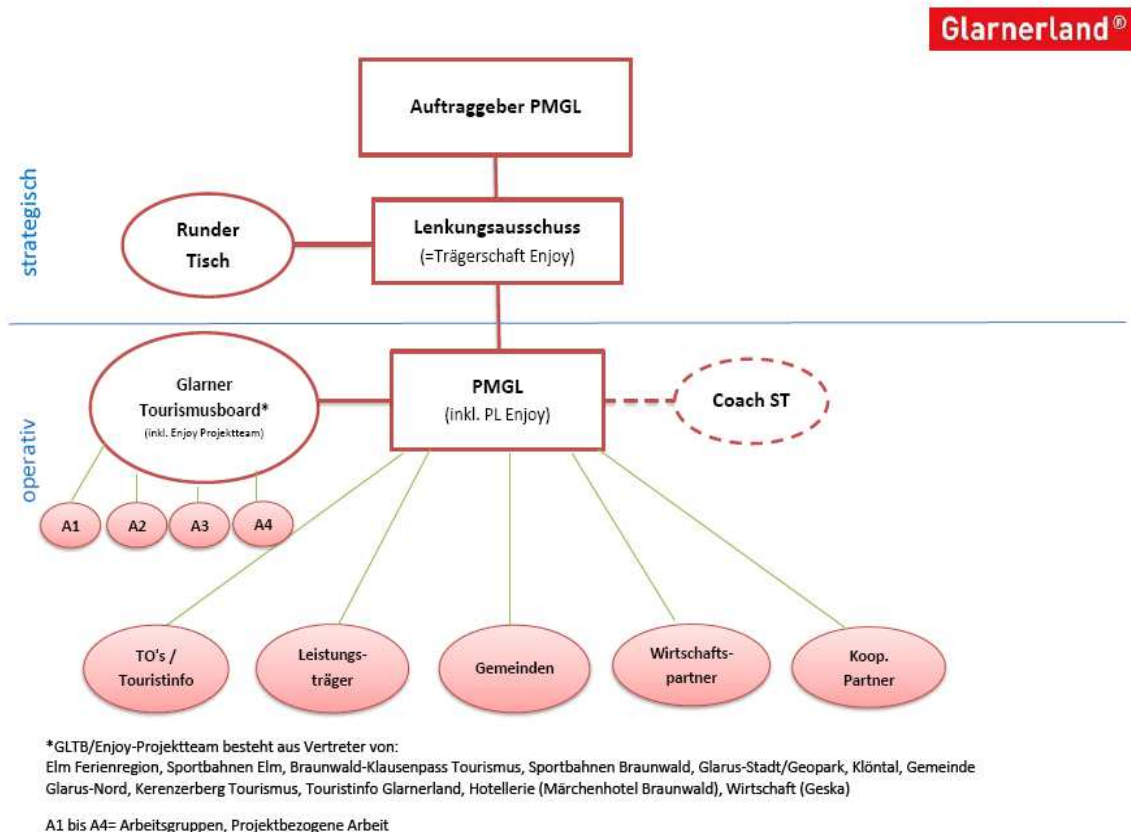 Glarnerland®
Auftraggeber PMGL
strategisch
Runder
Tisch
Lenkungsausschuss
(=Trägerschaft Enjoy)
operativ
Glarner
Tourismusboard*
(inkl. Enjoy Projektteam)
PMGL
(inkl. PL Enjoy)
Coach ST
A1
A2
A3
A4
TO's /
Touristinfo
Leistungs-
träger
Gemeinden
Wirtschafts-
partner
Koop.
Partner
*GLTB/Enjoy-Projektteam besteht aus Vertreter von:
Elm Ferienregion, Sportbahnen Elm, Braunwald-Klausenpass Tourismus, Sportbahnen Braunwald, Glarus-Stadt/Geopark, Klöntal, Gemeinde
Glarus-Nord, Kerenzerberg Tourismus, Touristinfo Glarnerland, Hotellerie (Märchenhotel Braunwald), Wirtschaft (Geska)
A1 bis A4= Arbeitsgruppen, Projektbezogene Arbeit